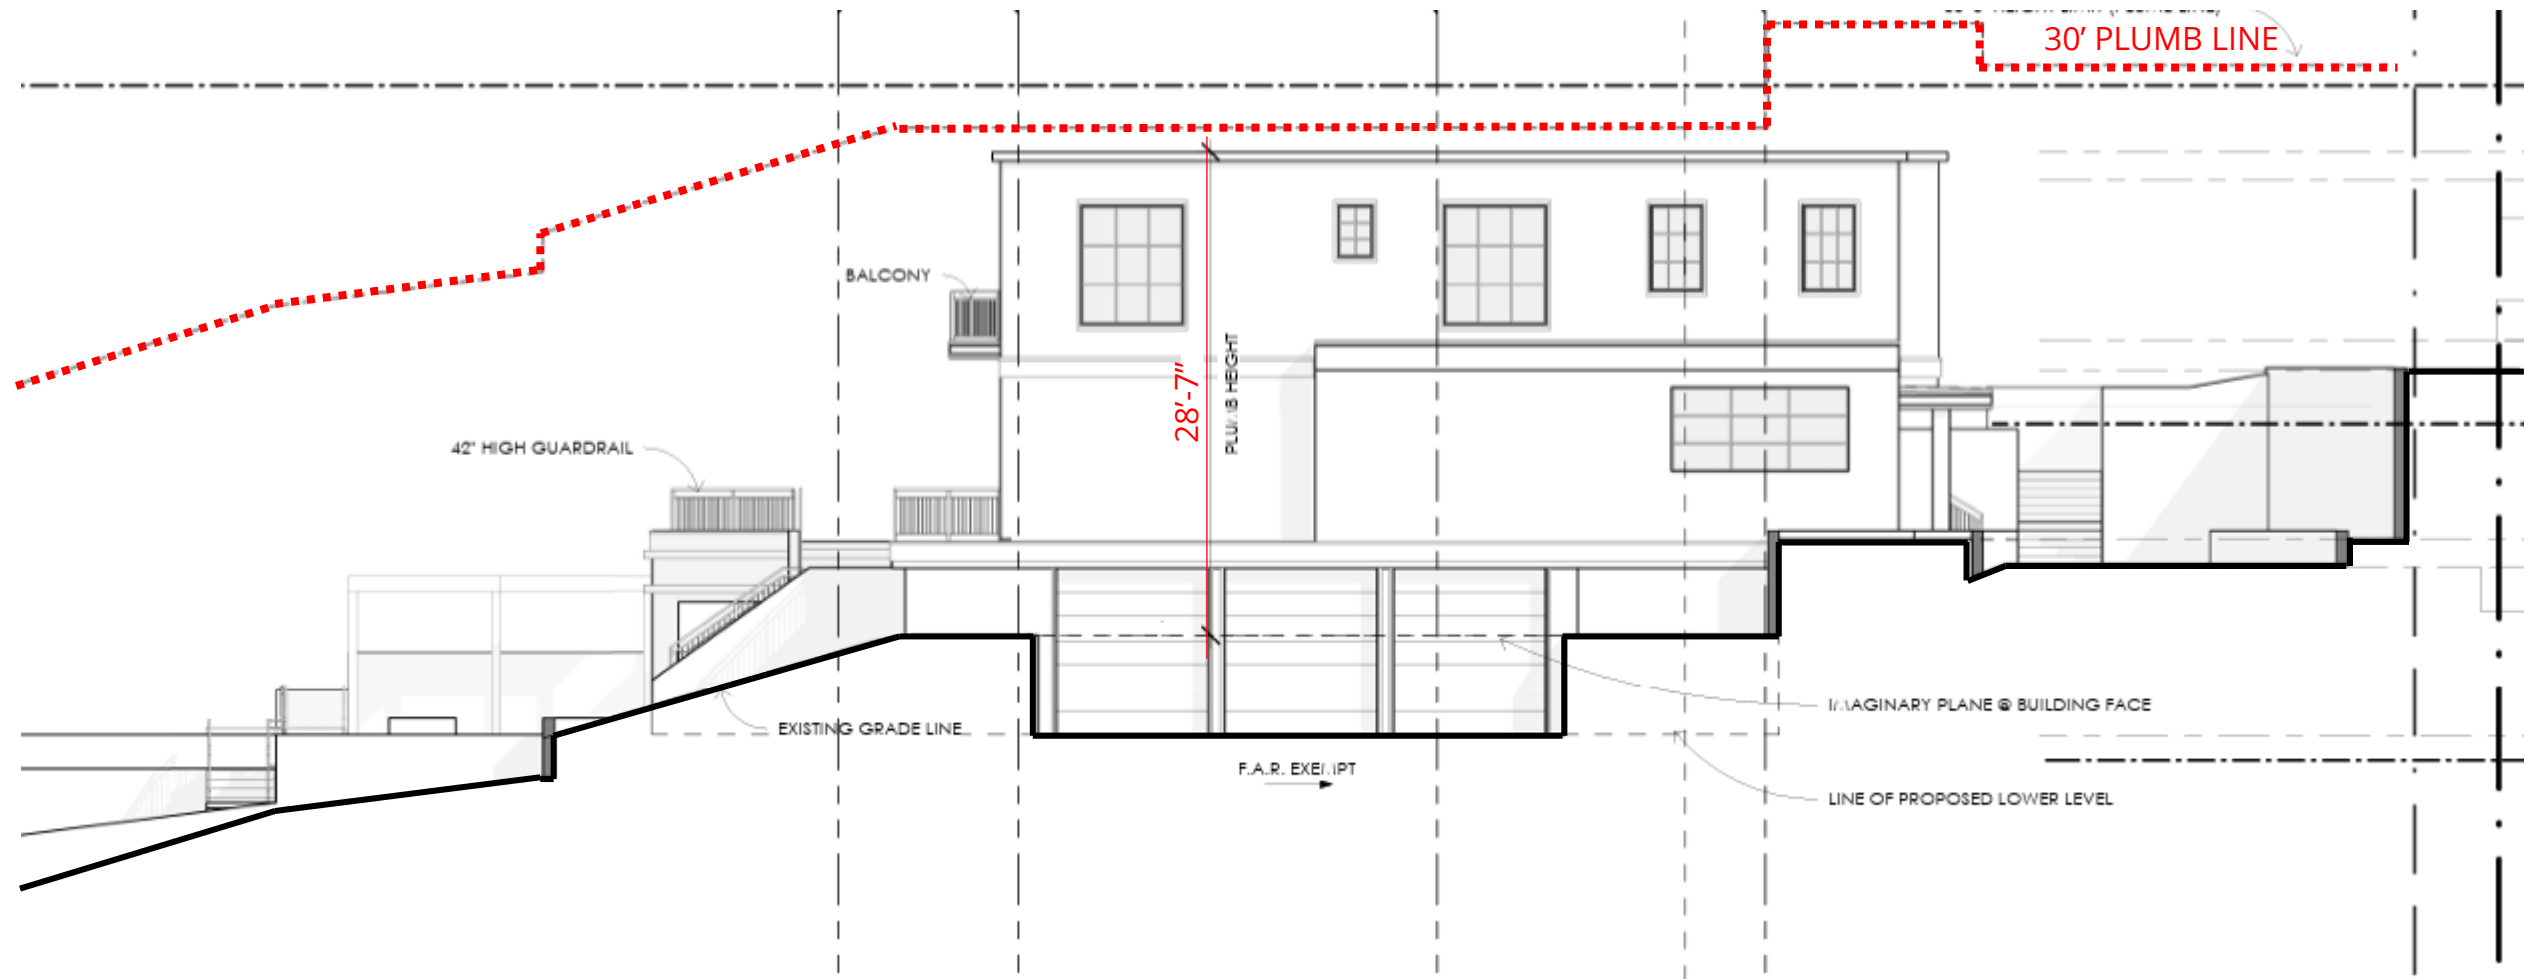 30’ PLUMB LINE
BALCONY
28’-7”
PLUMB HEIGHT
42" HIGH GUARDRAIL
IMAGINARY PLANE @ BUILDING FACE
EXISTING GRADE LINE
F.A.R. EXEMPT
LINE OF PROPOSED LOWER LEVEL